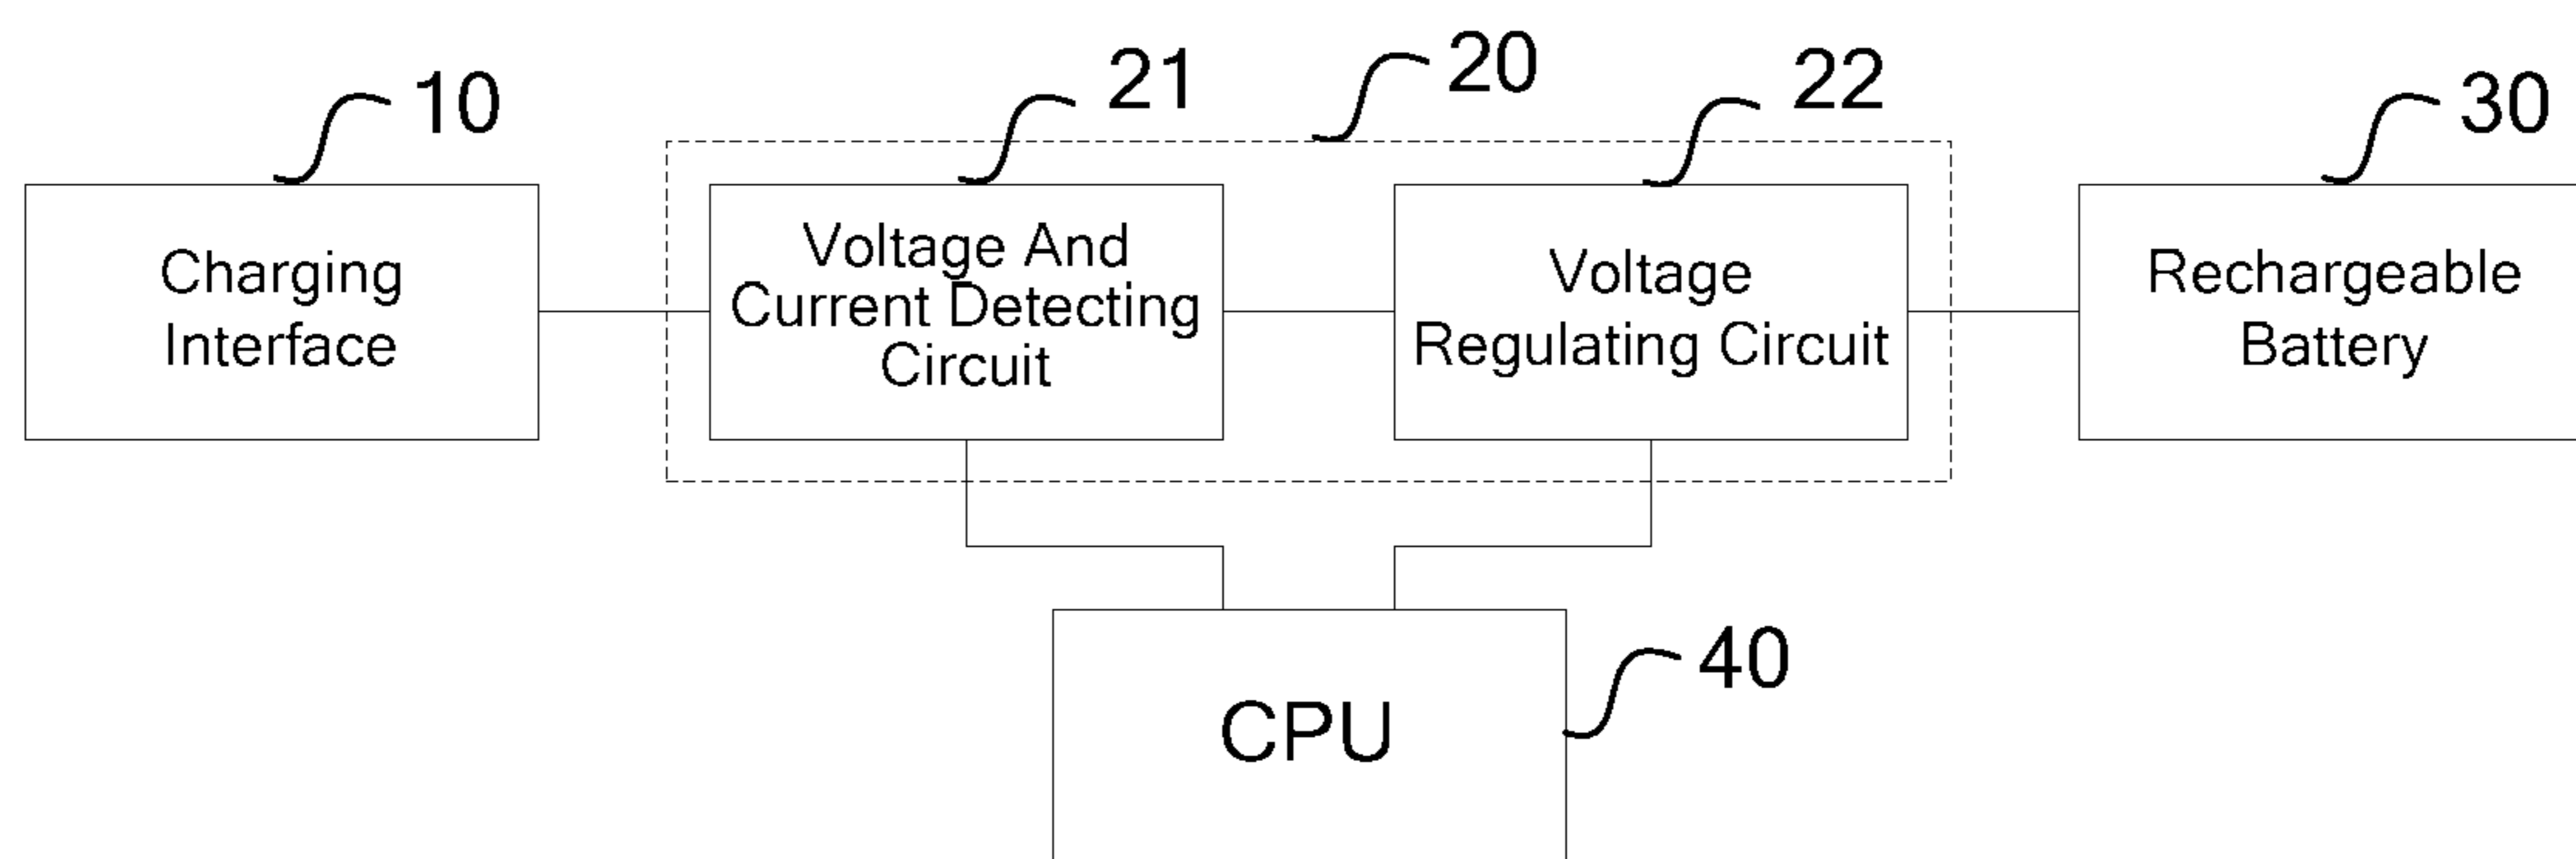 10
21
20
22
30
Charging
Interface
Voltage And
Current Detecting
Circuit
Voltage
Regulating Circuit
Rechargeable
Battery
40
CPU